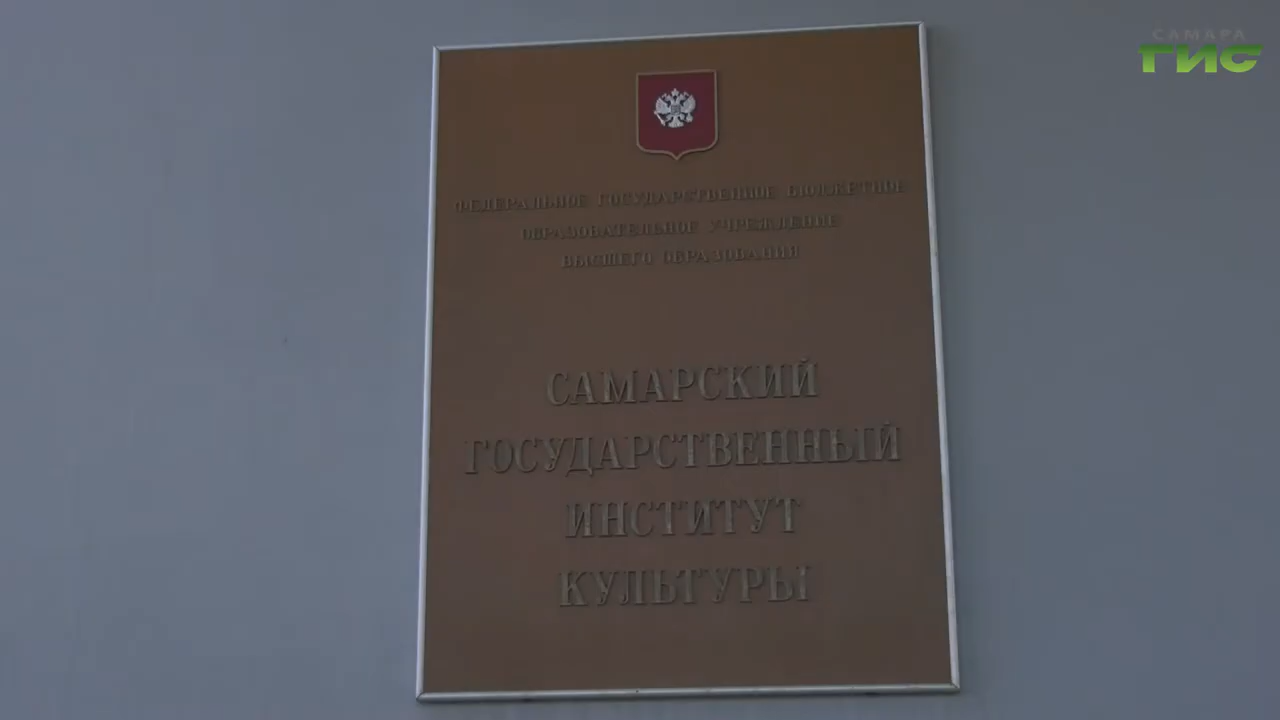 САМАРА
ГИС
ФЕДЕРАЛЬНОЕ ГОСУДАРСТВЕННОЕ БЮДЖЕТНОЕ
ОБРАЗОВАТЕЛЬНОЕ УЧРЕЖДЕНИЕ
ВЫСШЕГО ОБРАЗОВАНИЯ
САМАРСКИЙ
ГОСУДАРСТВЕННЫЙ
ИНСТИТУТ
КУЛЬТУРЫ